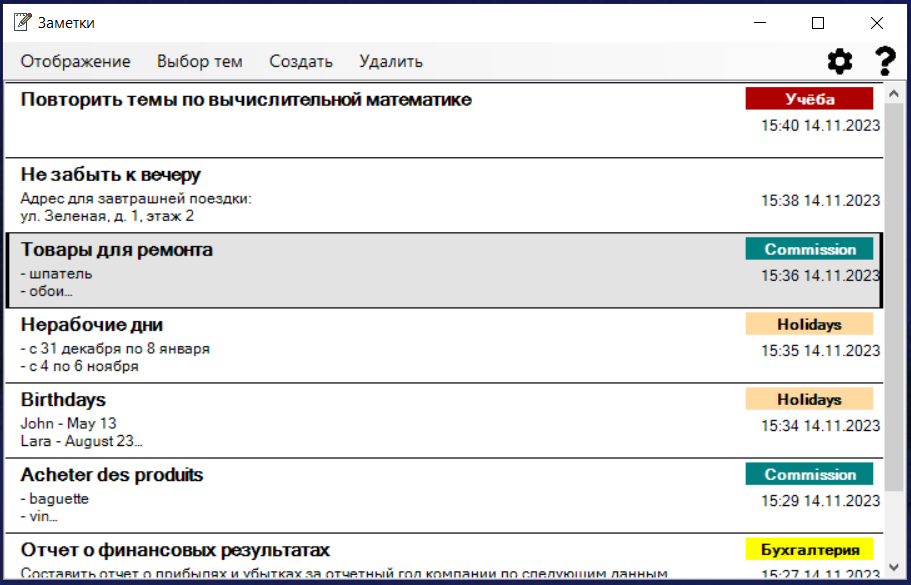 Заметки
Отображение Выбор тем Создать Удалить ?
Повторить темы по вычислительной математике Учёба
15:40 14.11.2023
Не забыть к вечеру
Адрес для завтрашней поездки:
15:38 14.11.2023
ул. Зеленая, д. 1, этаж 2
Товары для ремонта Commission
- шпатель 15:36 14.11.2023
- обои...
Нерабочие дни Holidays
- с 31 декабря по 8 января 15:35 14.11.2023
- с 4 по 6 ноября
Birthdays Holidays
John - May 13 15:34 14.11.2023
Lara - August 23...
Acheter des produits Commission
- baguette 15:29 14.11.2023
- vin...
Отчет о финансовых результатах Бухгалтерия
Составить отчет о прибылях и убытках за отчетный год компании по следующим данным 15:27 14.11.2023